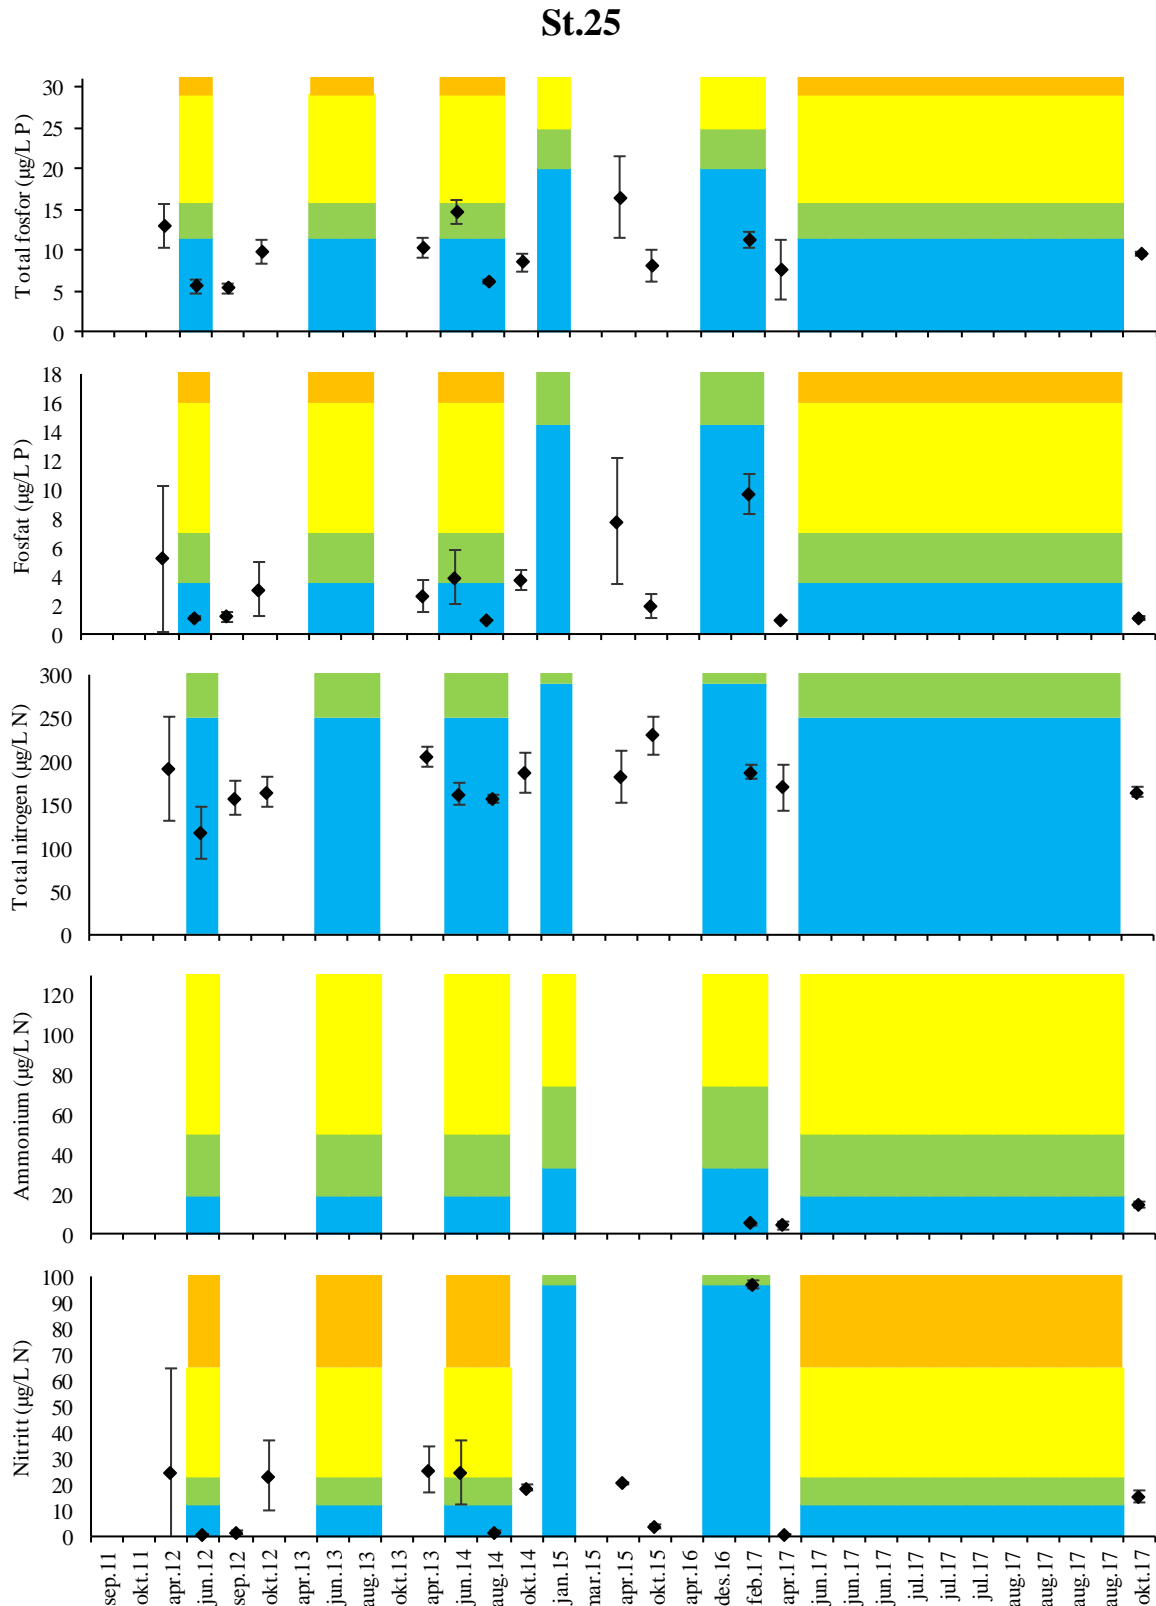 St.25
Total fosfor (µg/L P)
30
25
20
15
10
5
0
Fosfat (µg/L P)
18
16
14
12
10
8
6
4
2
0
Total nitrogen (µg/L N)
300
250
200
150
100
50
0
Ammonium (µg/L N)
120
100
80
60
40
20
0
Nitritt (µg/L N)
100
90
80
70
60
50
40
30
20
10
0
sep.11
okt.11
apr.12
jun.12
sep.12
okt.12
apr.13
jun.13
aug.13
okt.13
apr.13
jun.14
aug.14
okt.14
jan.15
mar.15
apr.15
okt.15
apr.16
des.16
feb.17
apr.17
jun.17
jun.17
jun.17
jul.17
jul.17
jul.17
aug.17
aug.17
aug.17
aug.17
okt.17